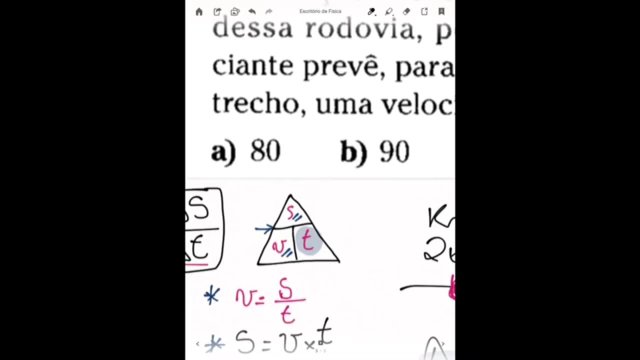 Escritório de Física
dessa rodovia, p
ciante prevê, para
trecho, uma veloc
a) 80 b) 90
S
t
S
v t
* v = S
t
* S = v × t